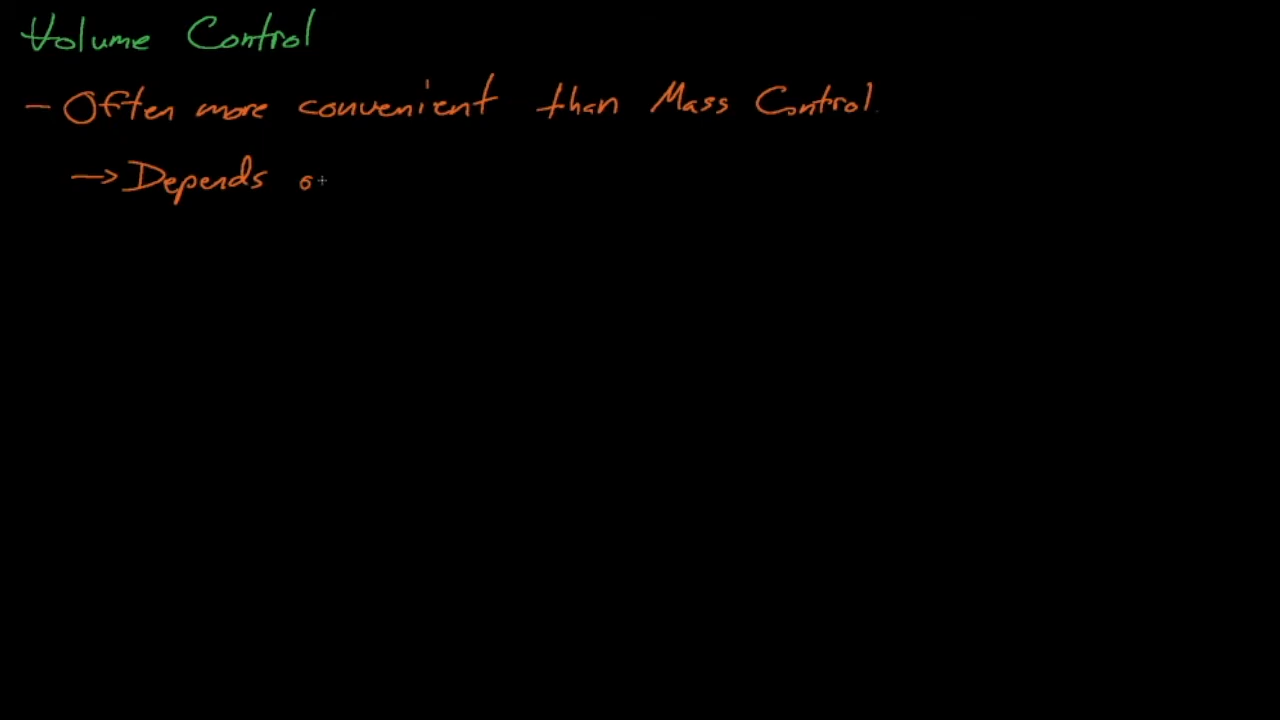 Volume Control
- Often more convenient than Mass Control.
→ Depends o